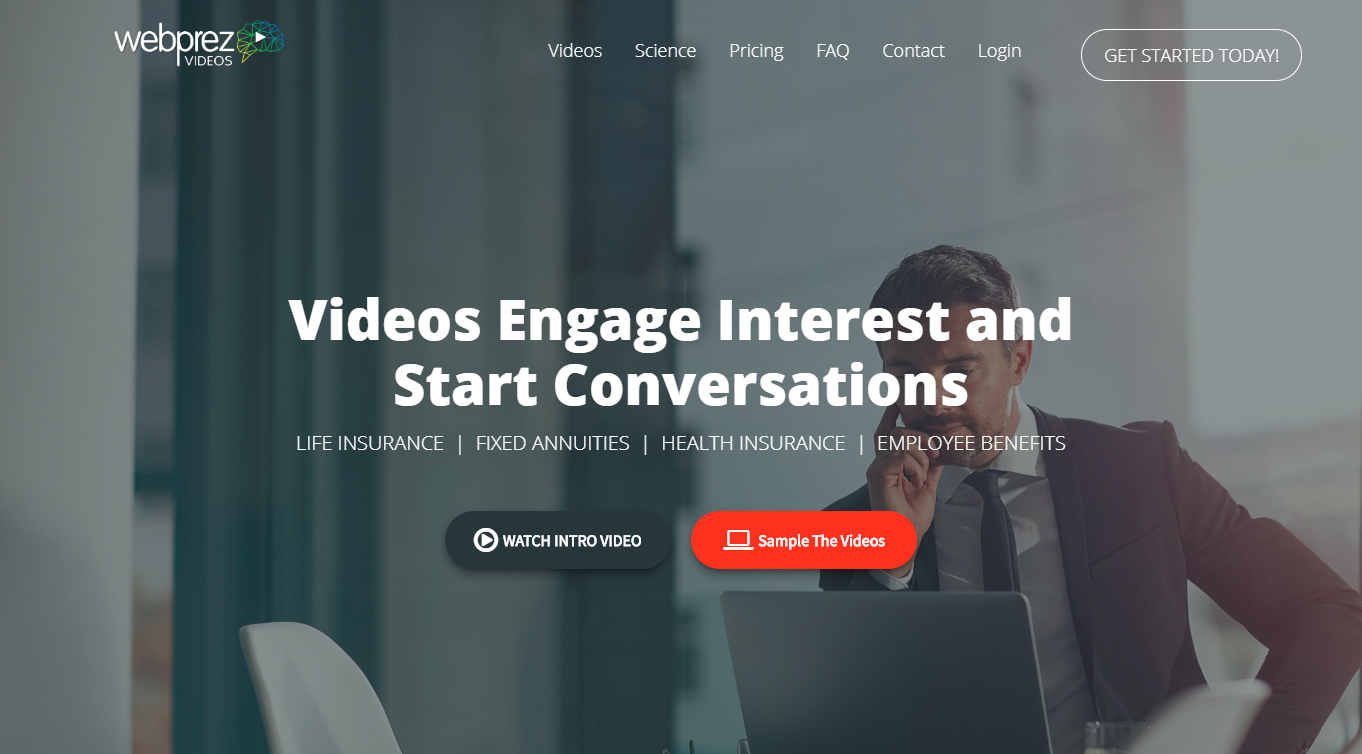 webprez
VIDEOS
Videos Science Pricing FAQ Contact Login
GET STARTED TODAY!
Videos Engage Interest and
Start Conversations
LIFE INSURANCE | FIXED ANNUITIES | HEALTH INSURANCE | EMPLOYEE BENEFITS
WATCH INTRO VIDEO
Sample The Videos